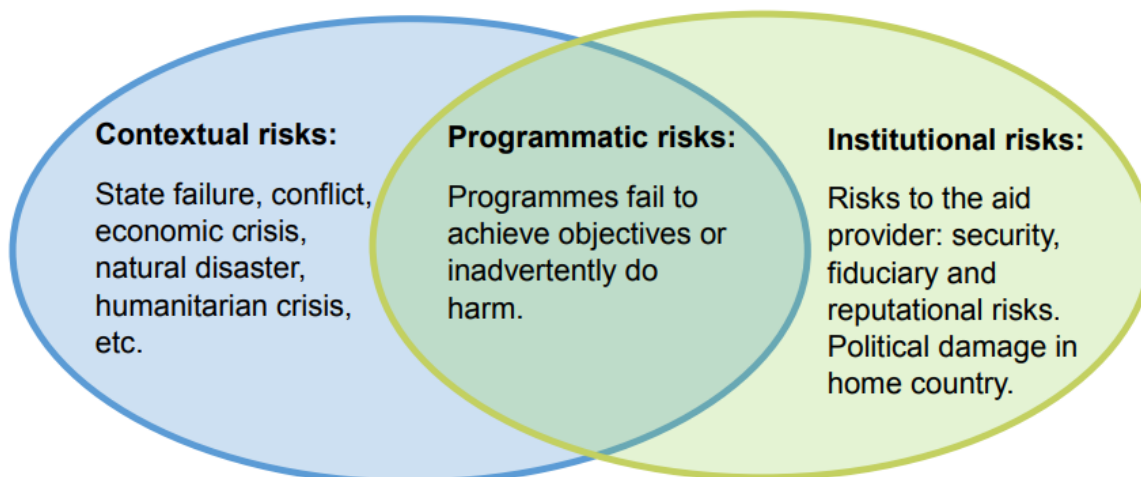 Contextual risks:
State failure, conflict,
economic crisis,
natural disaster,
humanitarian crisis,
etc.
Programmatic risks:
Programmes fail to
achieve objectives or
inadvertently do
harm.
Institutional risks:
Risks to the aid
provider: security,
fiduciary and
reputational risks.
Political damage in
home country.